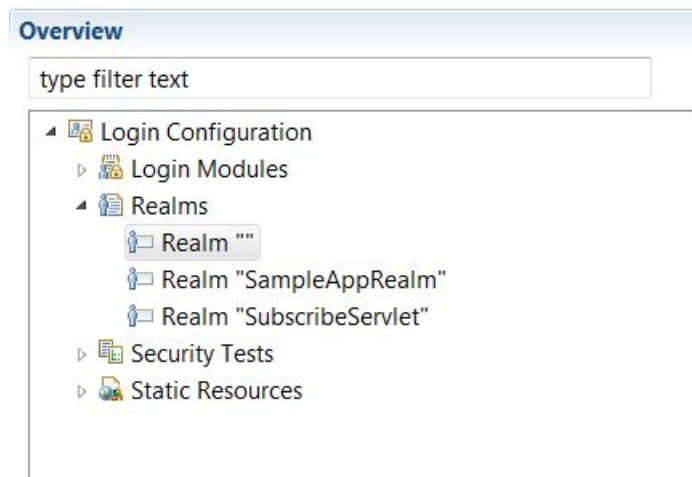 Overview
type filter text
Login Configuration
Login Modules
Realms
Realm ""
Realm "SampleAppRealm"
Realm "SubscribeServlet"
Security Tests
Static Resources